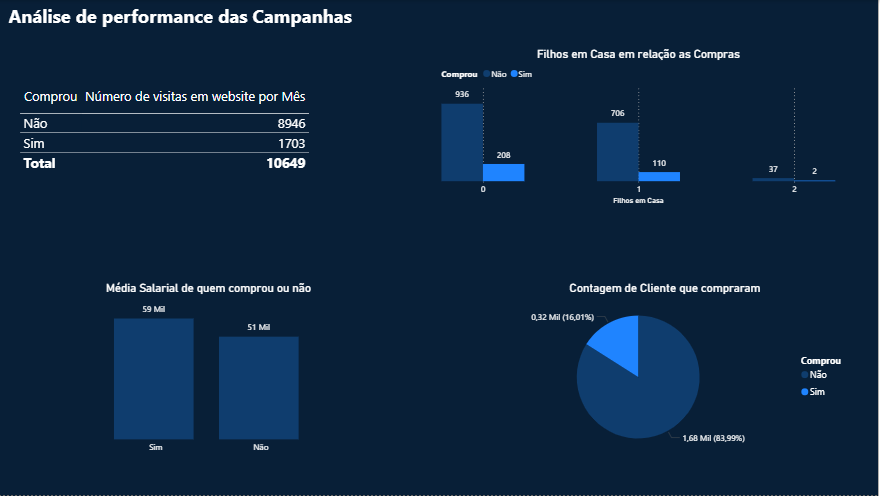 Análise de performance das Campanhas
Comprou Número de visitas em website por Mês
Não 8946
Sim 1703
Total 10649
Filhos em Casa em relação as Compras
Comprou Não Sim
936
208
706
110
37
2
0 1 2
Filhos em Casa
Média Salarial de quem comprou ou não
59 Mil
51 Mil
Sim Não
Contagem de Cliente que compraram
0,32 Mil (16,01%)
1,68 Mil (83,99%)
Comprou
Não
Sim